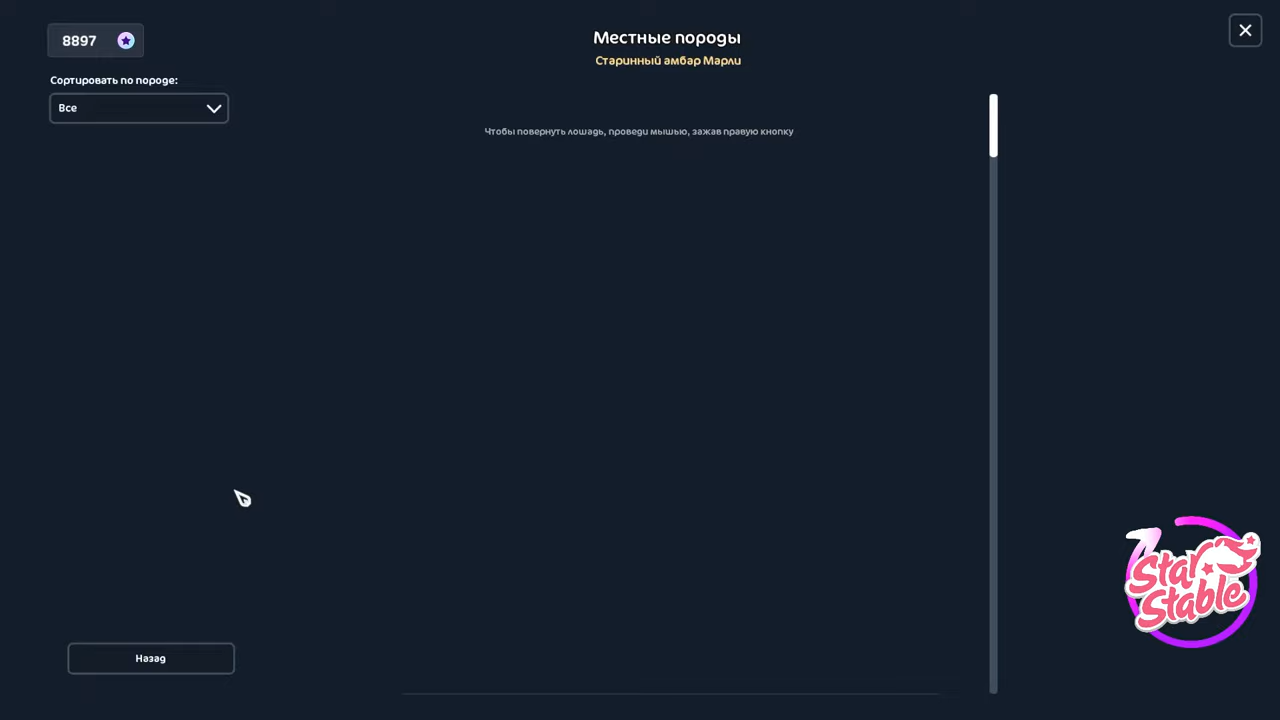 8897
Местные породы
Старинный амбар Марли
Сортировать по породе:
Все
Чтобы повернуть лошадь, проведи мышью, зажав правую кнопку
Star
Stable
Назад